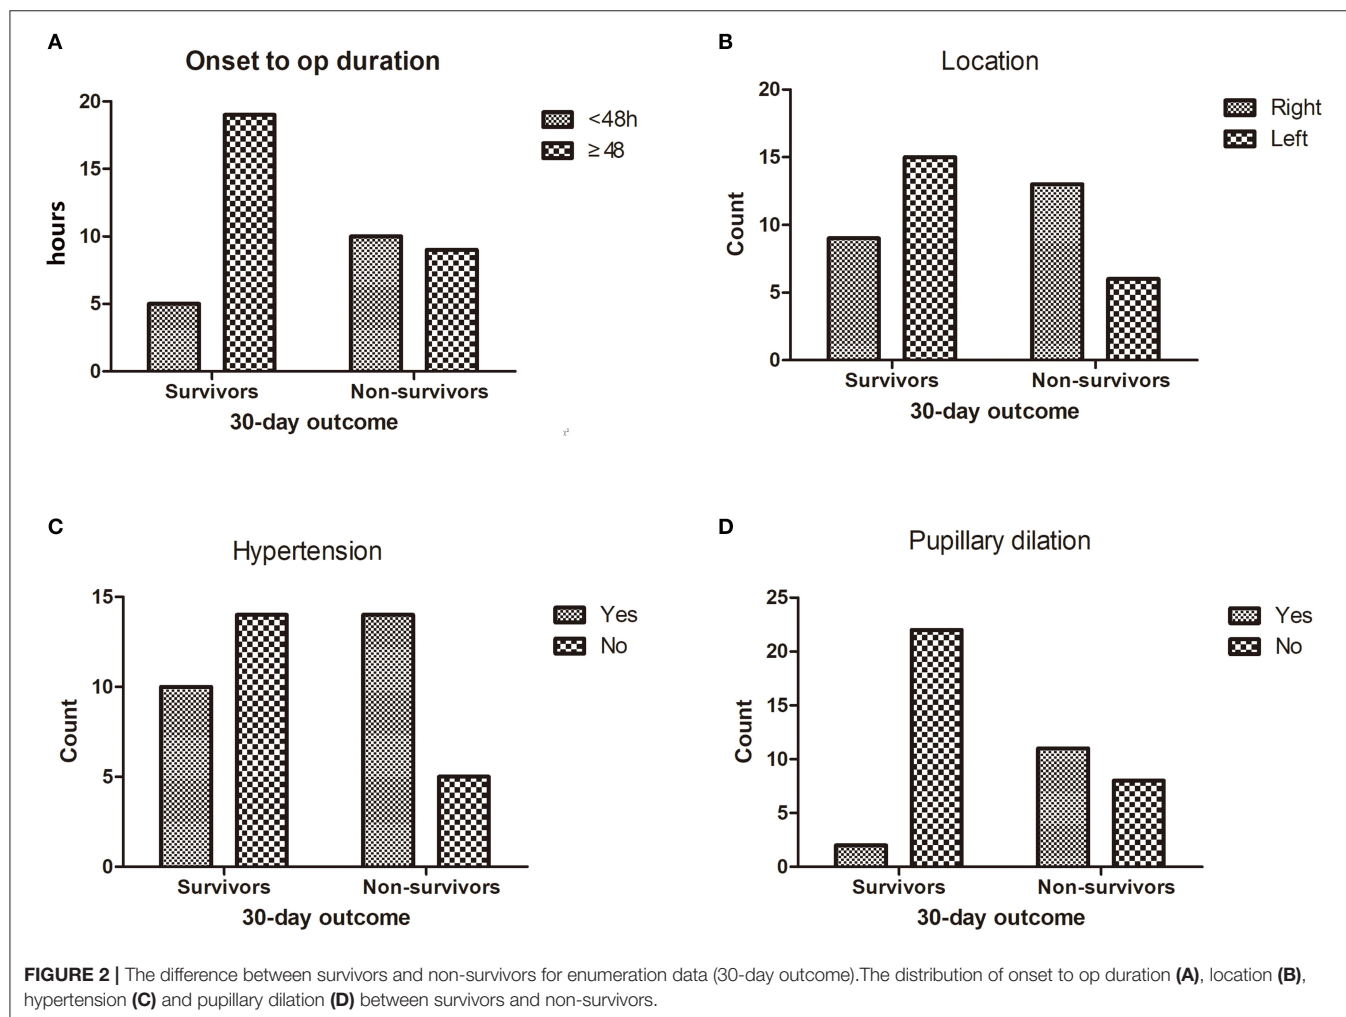 A
Onset to op duration
20
15
10
5
0
hours
<48h
≥48
Survivors
Non-survivors
30-day outcome
χ²
B
Location
20
15
10
5
0
Count
Right
Left
Survivors
Non-survivors
30-day outcome
C
Hypertension
15
10
5
0
Count
Yes
No
Survivors
Non-survivors
30-day outcome
D
Pupillary dilation
25
20
15
10
5
0
Count
Yes
No
Survivors
Non-survivors
30-day outcome
FIGURE 2 | The difference between survivors and non-survivors for enumeration data (30-day outcome).The distribution of onset to op duration (A), location (B),
hypertension (C) and pupillary dilation (D) between survivors and non-survivors.